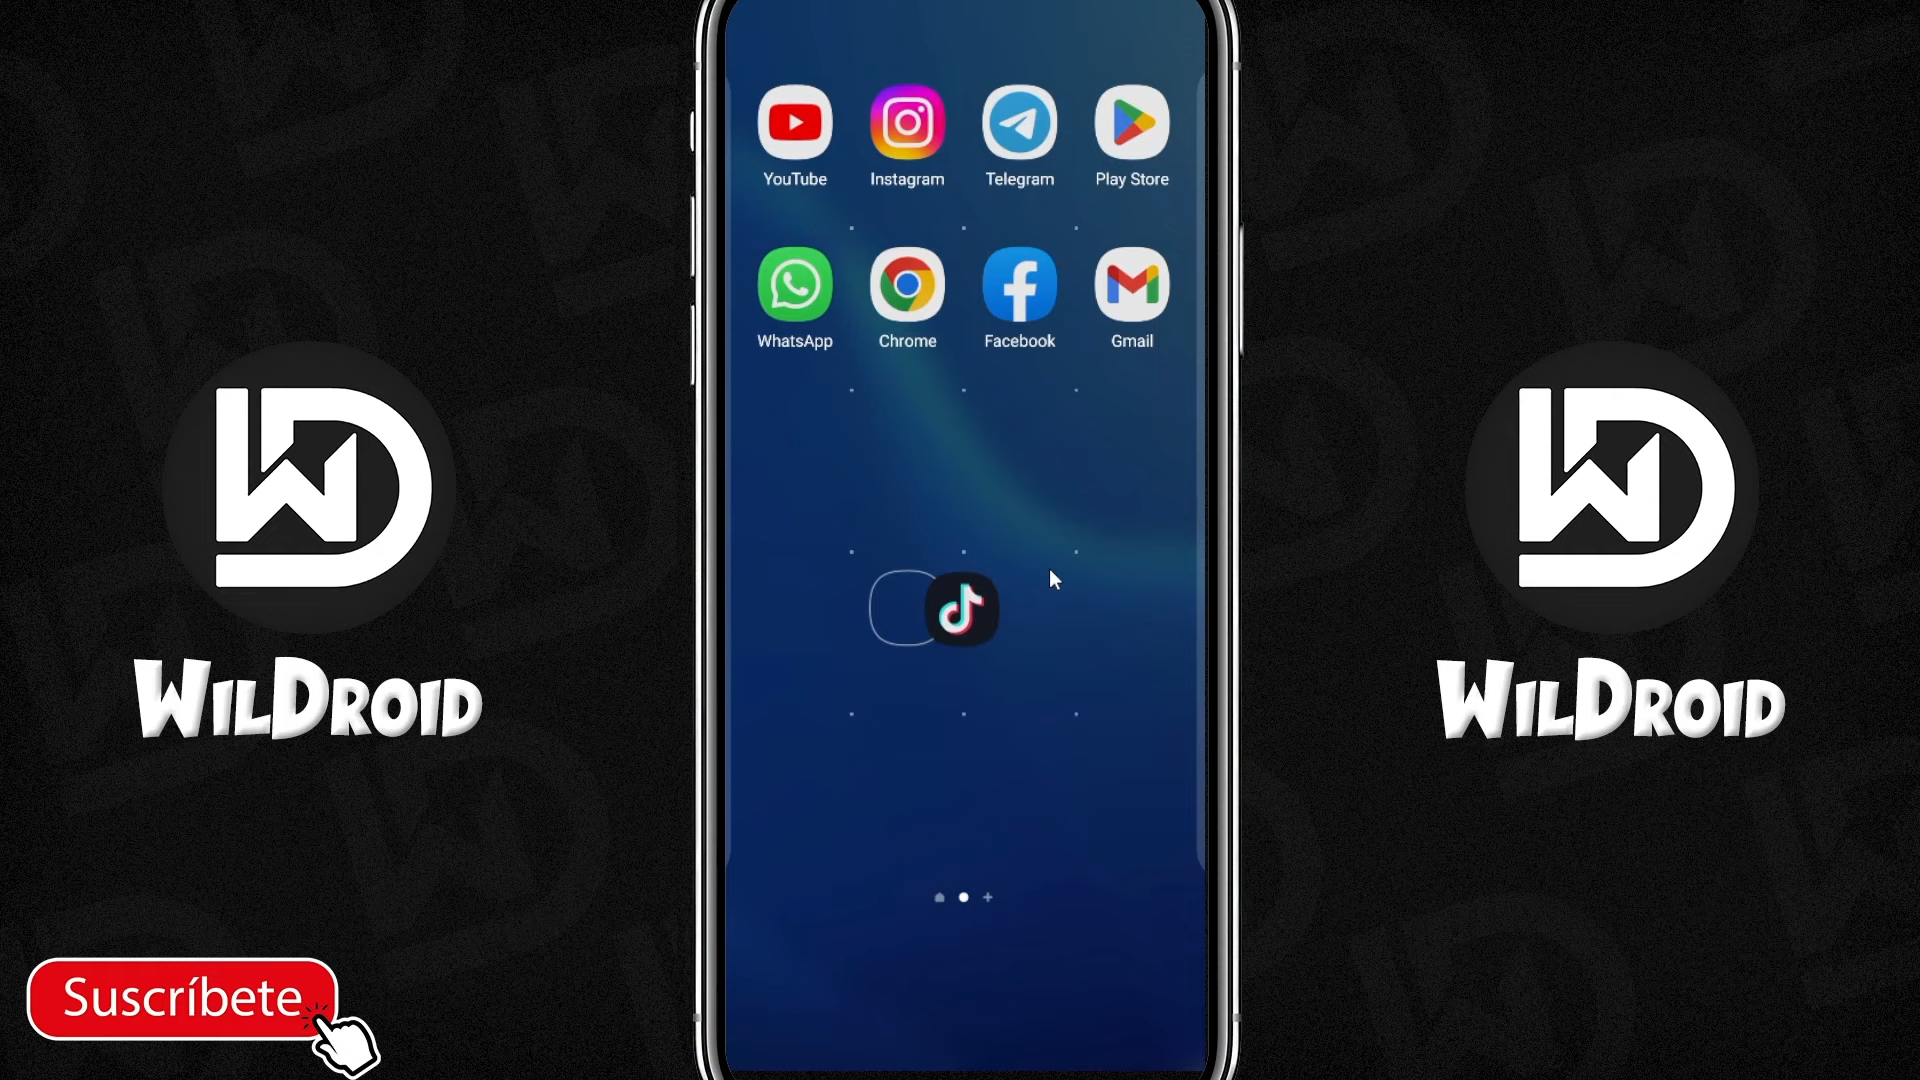 YouTube
Instagram
Telegram
Play Store
WhatsApp
Chrome
Facebook
Gmail
WilDroid
WilDroid
Suscríbete